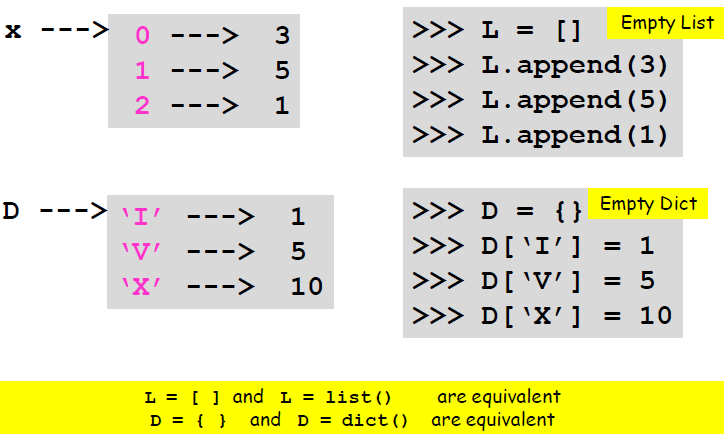 x ---> 0 ---> 3
1 ---> 5
2 ---> 1
>>> L = [] Empty List
>>> L.append(3)
>>> L.append(5)
>>> L.append(1)
D ---> ‘I’ ---> 1
‘V’ ---> 5
‘X’ ---> 10
>>> D = {} Empty Dict
>>> D[‘I’] = 1
>>> D[‘V’] = 5
>>> D[‘X’] = 10
L = [ ] and L = list() are equivalent
D = { } and D = dict() are equivalent